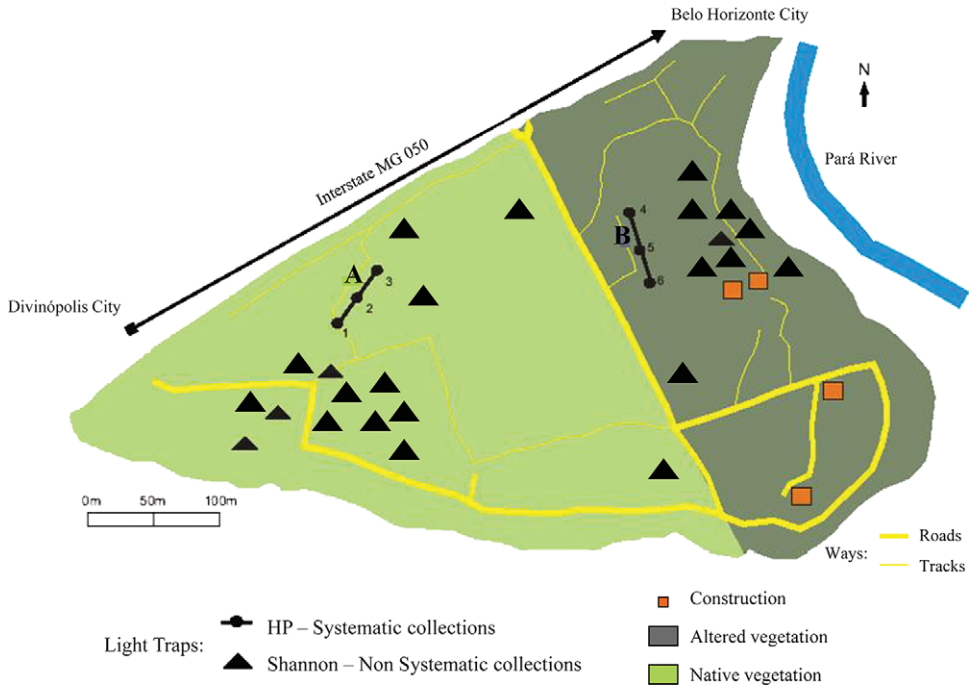 Belo Horizonte City
N
Interstate MG 050
Pará River
A
B
1
2
3
4
5
6
Divinópolis City
0m 50m 100m
Ways:
Roads
Tracks
Light Traps:
HP – Systematic collections
Shannon – Non Systematic collections
Construction
Altered vegetation
Native vegetation